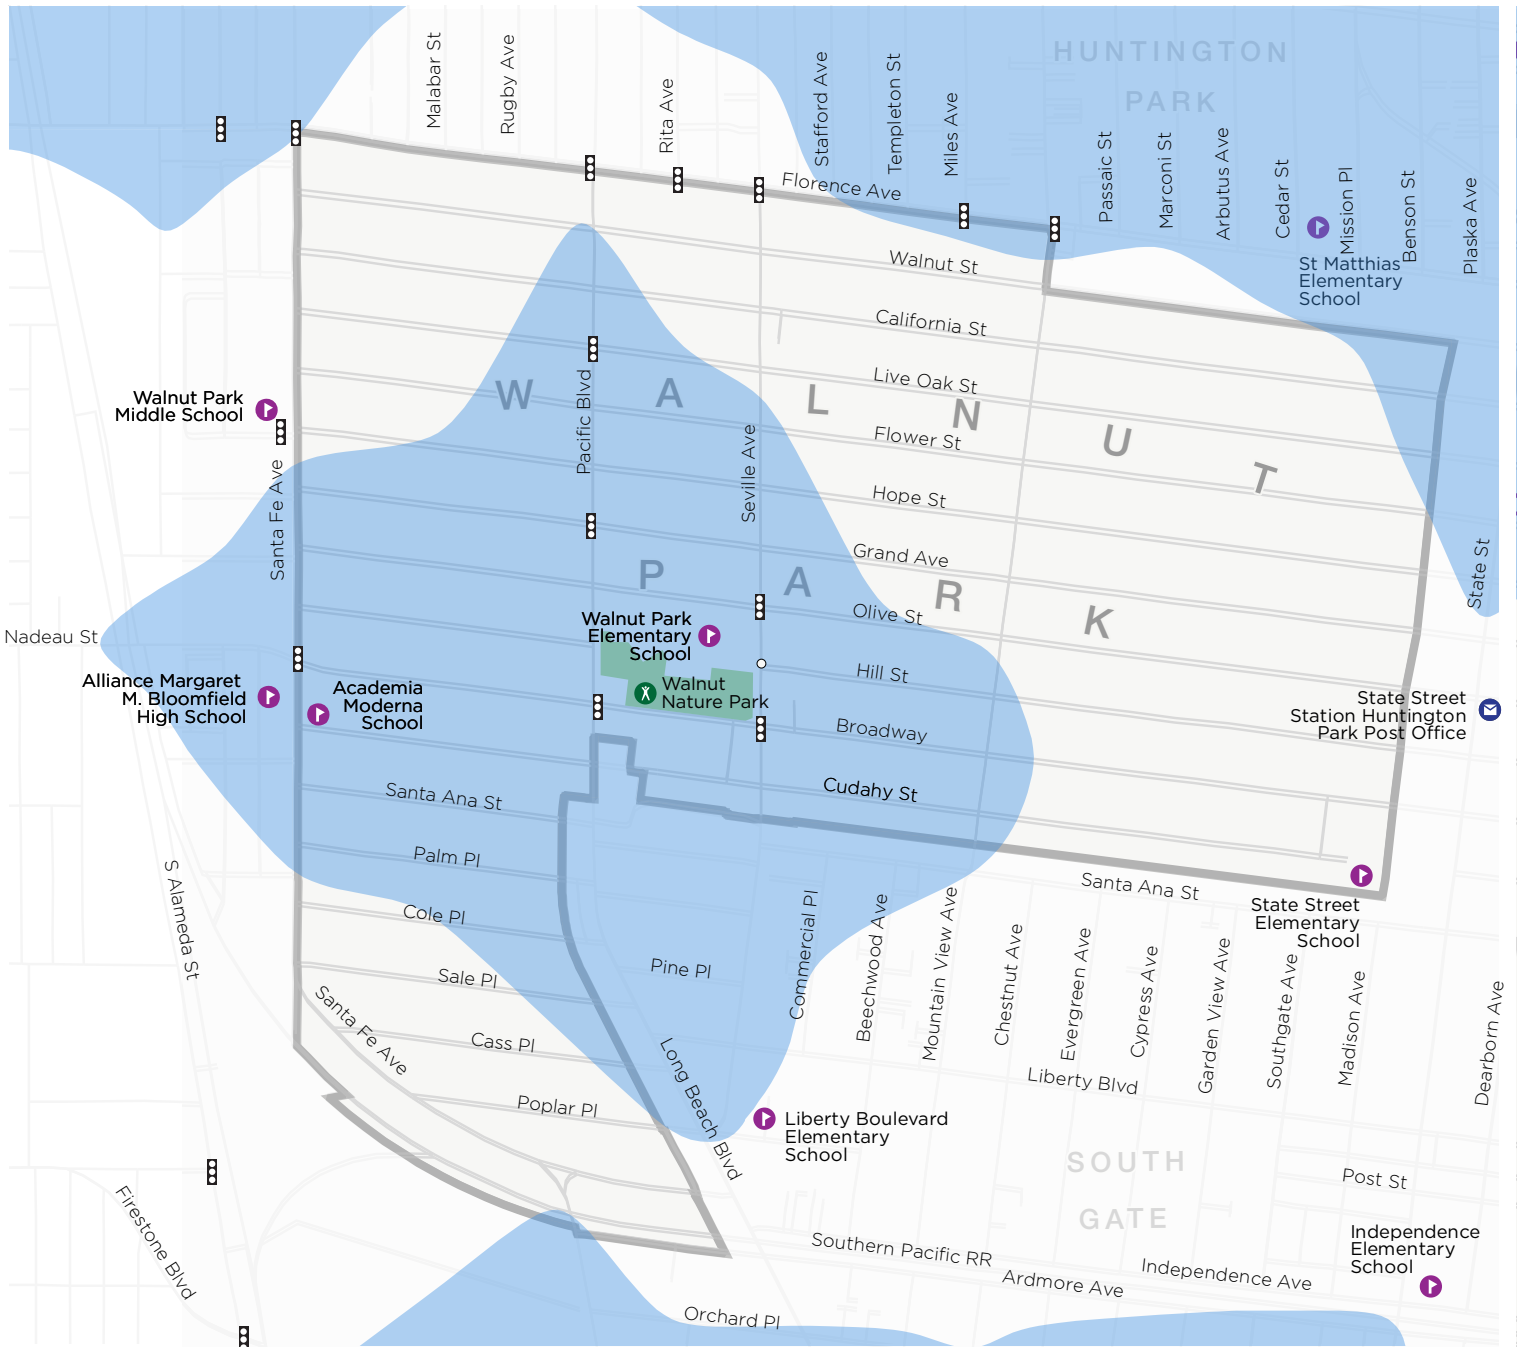 HUNTINGTON
PARK
Malabar St
Rugby Ave
Rita Ave
Stafford Ave
Templeton St
Miles Ave
Passaic St
Marconi St
Arbutus Ave
Cedar St
Mission Pl
Benson St
Plaska Ave
Florence Ave
St Matthias
Elementary
School
Walnut St
California St
Live Oak St
WALNUT
Walnut Park
Middle School
Pacific Blvd
Seville Ave
Flower St
Santa Fe Ave
Hope St
Grand Ave
State St
PARK
Olive St
Nadeau St
Walnut Park
Elementary
School
Hill St
Walnut
Nature Park
Alliance Margaret
M. Bloomfield
High School
Academia
Moderna
School
State Street
Station Huntington
Park Post Office
Broadway
Cudahy St
Santa Ana St
Palm Pl
S Alameda St
Cole Pl
Santa Ana St
State Street
Elementary
School
Commercial Pl
Beechwood Ave
Mountain View Ave
Chestnut Ave
Evergreen Ave
Cypress Ave
Garden View Ave
Southgate Ave
Madison Ave
Dearborn Ave
Pine Pl
Sale Pl
Santa Fe Ave
Cass Pl
Long Beach Blvd
Liberty Blvd
Poplar Pl
Liberty Boulevard
Elementary
School
SOUTH
GATE
Post St
Firestone Blvd
Independence
Elementary
School
Southern Pacific RR
Ardmore Ave
Independence Ave
Orchard Pl